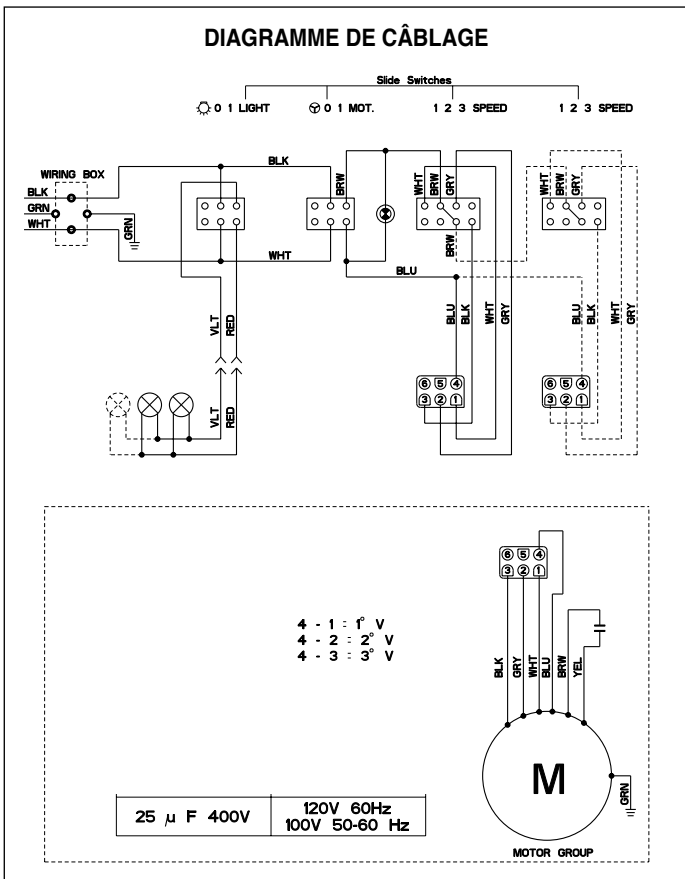 DIAGRAMME DE CÂBLAGE
Slide Switches
0 1 LIGHT
0 1 MOT.
1 2 3 SPEED
1 2 3 SPEED
WIRING BOX
BLK
GRN
WHT
GRN
BLK
WHT
BRW
WHT
BRW
GRY
BRW
WHT
BRW
GRY
BLU
VLT
RED
BLU
BLK
WHT
GRY
BLU
BLK
WHT
GRY
VLT
RED
6 5 4
3 2 1
6 5 4
3 2 1
6 5 4
3 2 1
4 - 1 = 1° V
4 - 2 = 2° V
4 - 3 = 3° V
BLK
GRY
WHT
BLU
BRW
YEL
M
GRN
MOTOR GROUP
25 μ F 400V
120V 60Hz
100V 50-60 Hz